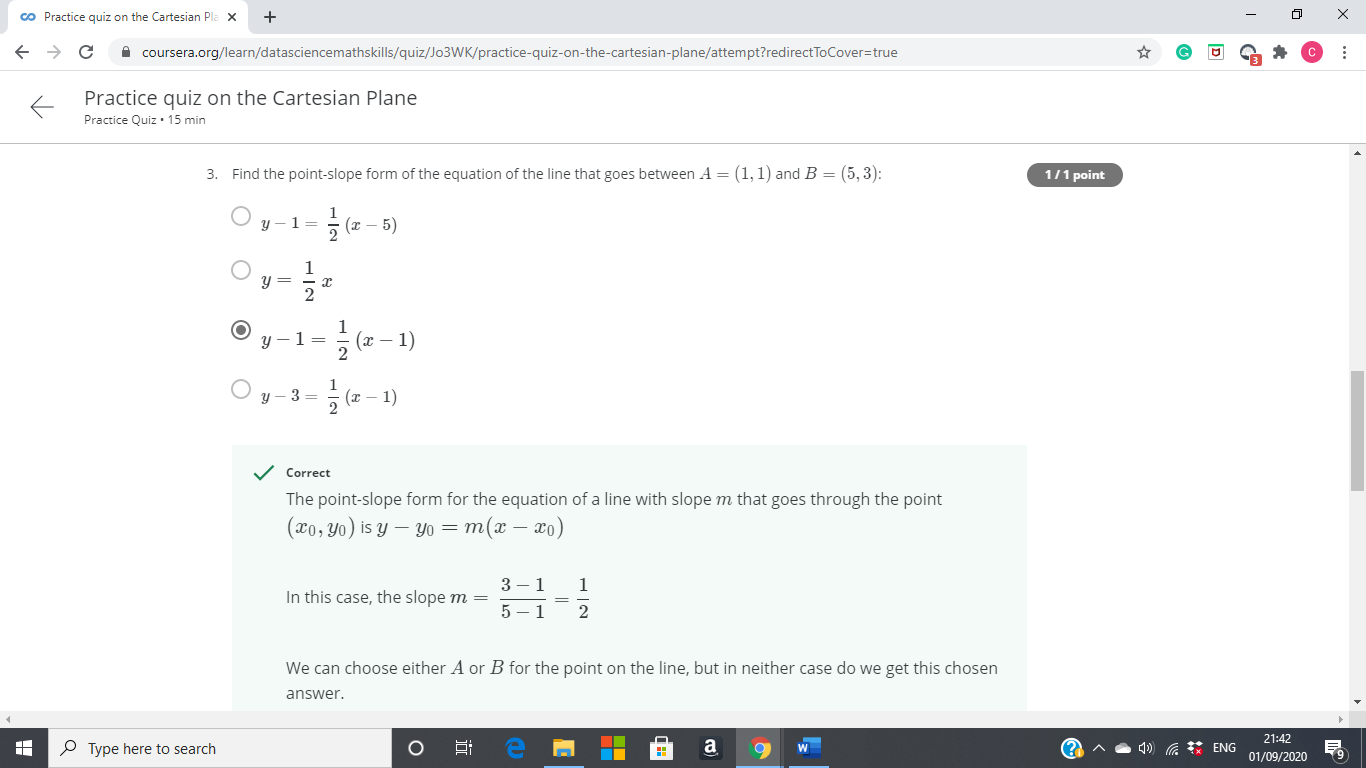 Practice quiz on the Cartesian Pla
coursera.org/learn/datasciencemathskills/quiz/Jo3WK/practice-quiz-on-the-cartesian-plane/attempt?redirectToCover=true
G
3
C
Practice quiz on the Cartesian Plane
Practice Quiz • 15 min
3. Find the point-slope form of the equation of the line that goes between A = (1, 1) and B = (5, 3):
1 / 1 point
y − 1 = 1/2 (x − 5)
y = 1/2 x
y − 1 = 1/2 (x − 1)
y − 3 = 1/2 (x − 1)
Correct
The point-slope form for the equation of a line with slope m that goes through the point
(x₀, y₀) is y − y₀ = m(x − x₀)
In this case, the slope m = (3 − 1)/(5 − 1) = 1/2
We can choose either A or B for the point on the line, but in neither case do we get this chosen
answer.
Type here to search
ENG
21:42
01/09/2020
9